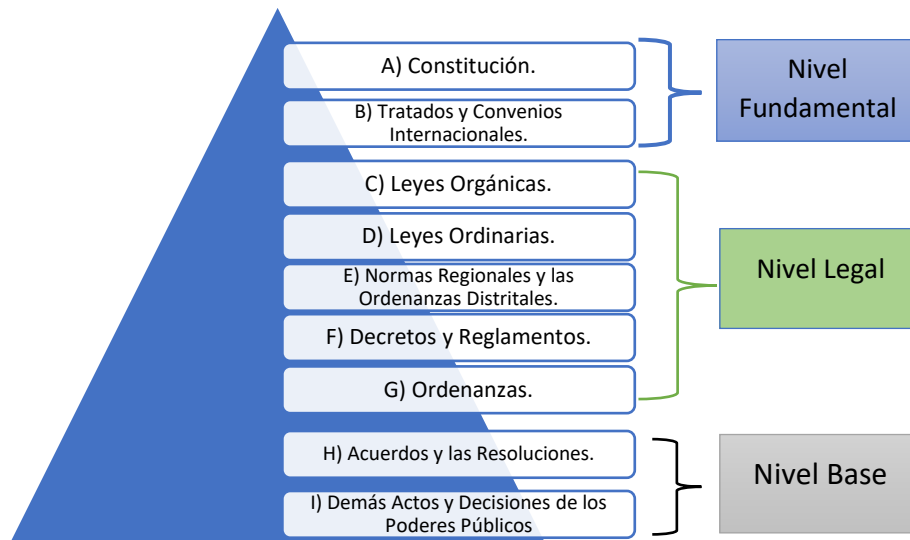 A) Constitución.
B) Tratados y Convenios
Internacionales.
Nivel
Fundamental
C) Leyes Orgánicas.
D) Leyes Ordinarias.
E) Normas Regionales y las
Ordenanzas Distritales.
F) Decretos y Reglamentos.
G) Ordenanzas.
Nivel Legal
H) Acuerdos y las Resoluciones.
I) Demás Actos y Decisiones de los
Poderes Públicos
Nivel Base